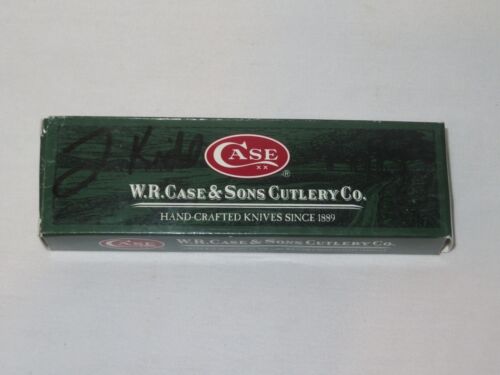 CASE
XX
®
W.R. CASE & SONS CUTLERY CO.
HAND-CRAFTED KNIVES SINCE 1889
W.R. CASE & SONS CUTLERY CO.